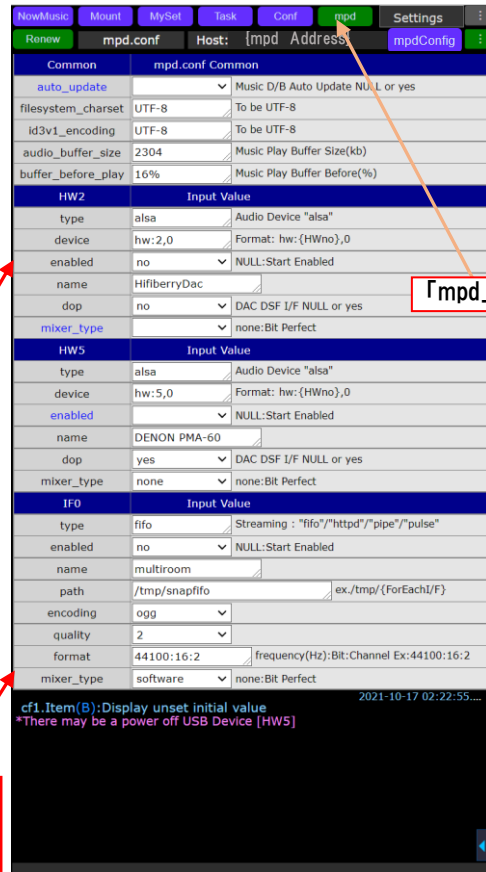 NowMusic Mount MySet Task Conf mpd Settings
Renew mpd.conf Host: {mpd Address} mpdConfig
Common mpd.conf Common
auto_update Music D/B Auto Update NULL or yes
filesystem_charset UTF-8 To be UTF-8
id3v1_encoding UTF-8 To be UTF-8
audio_buffer_size 2304 Music Play Buffer Size(kb)
buffer_before_play 16% Music Play Buffer Before(%)
HW2 Input Value
type alsa Audio Device "alsa"
device hw:2,0 Format: hw:{HWno},0
enabled no NULL:Start Enabled
name HifiberryDac
「mpd_
dop no DAC DSF I/F NULL or yes
mixer_type none:Bit Perfect
HW5 Input Value
type alsa Audio Device "alsa"
device hw:5,0 Format: hw:{HWno},0
enabled NULL:Start Enabled
name DENON PMA-60
dop yes DAC DSF I/F NULL or yes
mixer_type none none:Bit Perfect
IF0 Input Value
type fifo Streaming : "fifo"/"httpd"/"pipe"/"pulse"
enabled no NULL:Start Enabled
name multiroom
path /tmp/snapfifo ex./tmp/{ForEachI/F}
encoding ogg
quality 2
format 44100:16:2 frequency(Hz):Bit:Channel Ex:44100:16:2
mixer_type software none:Bit Perfect
2021-10-17 02:22:55....
cf1.Item(B):Display unset initial value
*There may be a power off USB Device [HW5]